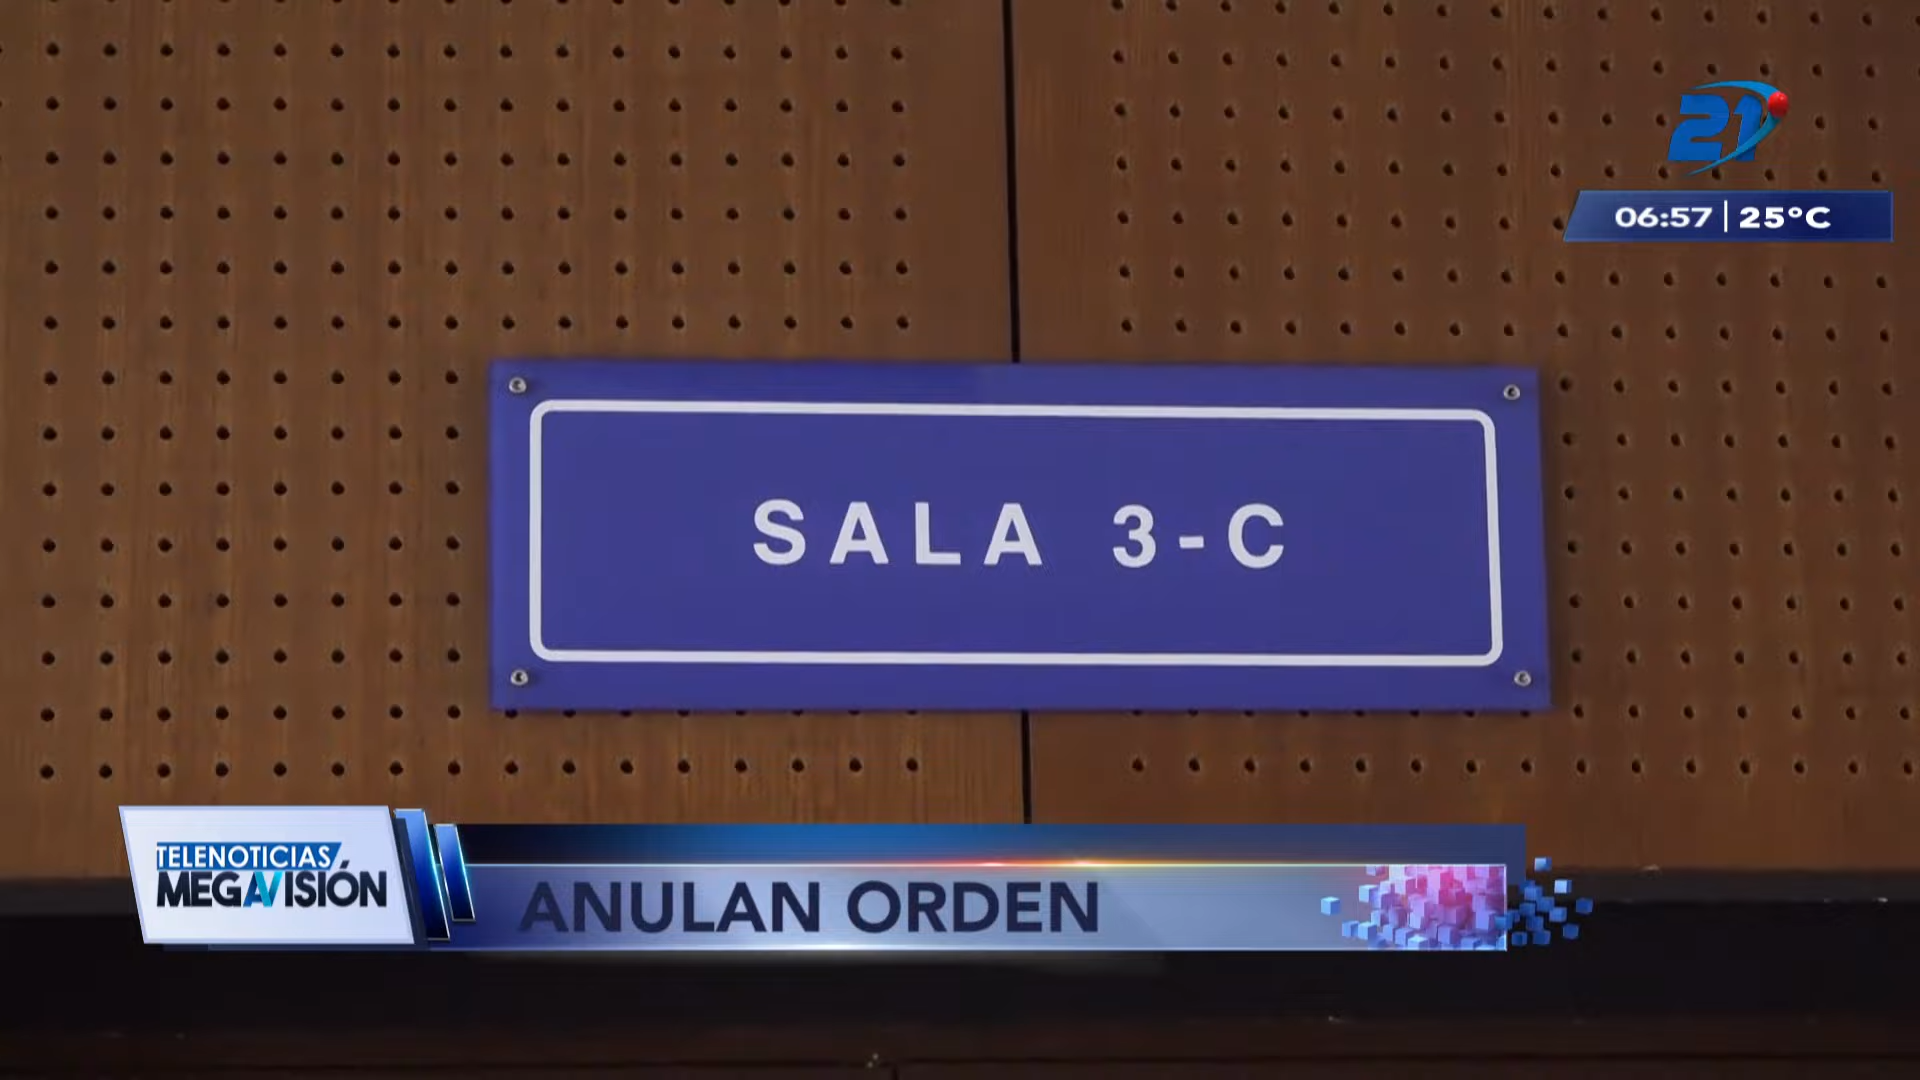 21
06:57 | 25°C
SALA 3-C
TELENOTICIAS
MEGAVISIÓN
ANULAN ORDEN